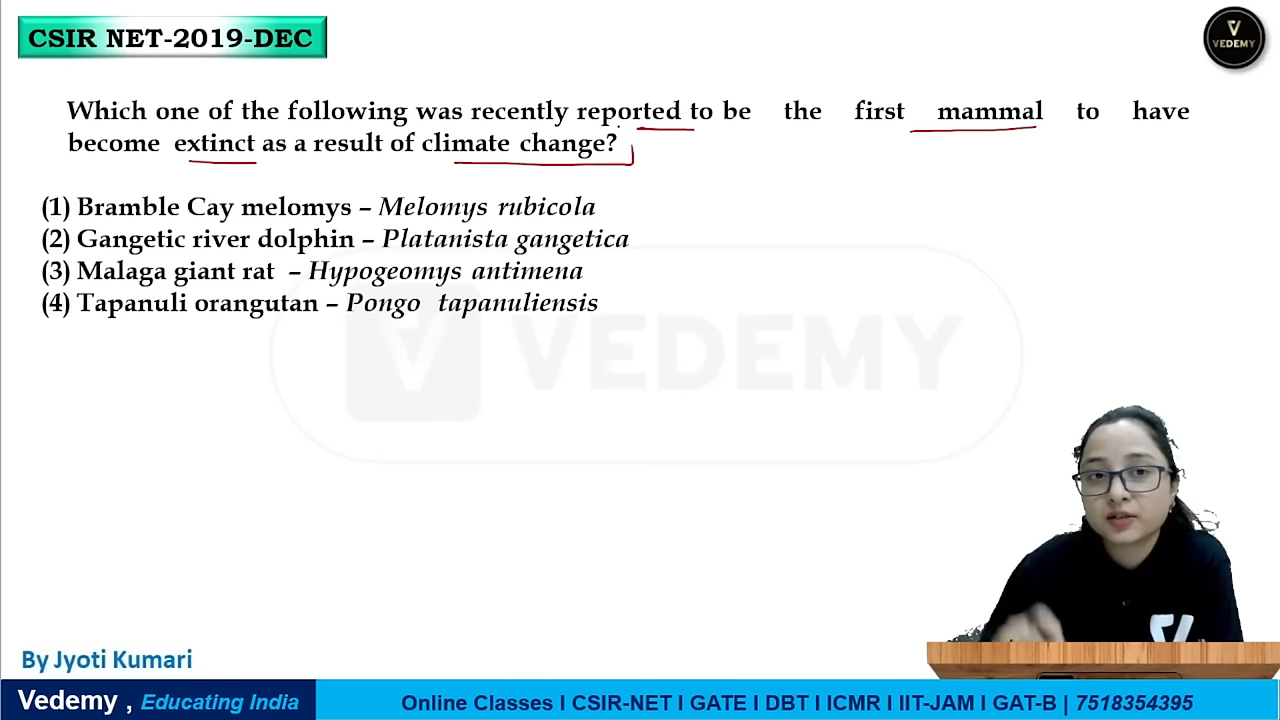 CSIR NET-2019-DEC
VEDEMY
Which one of the following was recently reported to be the first mammal to have
become extinct as a result of climate change?
(1) Bramble Cay melomys – Melomys rubicola
(2) Gangetic river dolphin – Platanista gangetica
(3) Malaga giant rat – Hypogeomys antimena
(4) Tapanuli orangutan – Pongo tapanuliensis
VEDEMY
By Jyoti Kumari
Vedemy , Educating India
Online Classes I CSIR-NET I GATE I DBT I ICMR I IIT-JAM I GAT-B | 7518354395